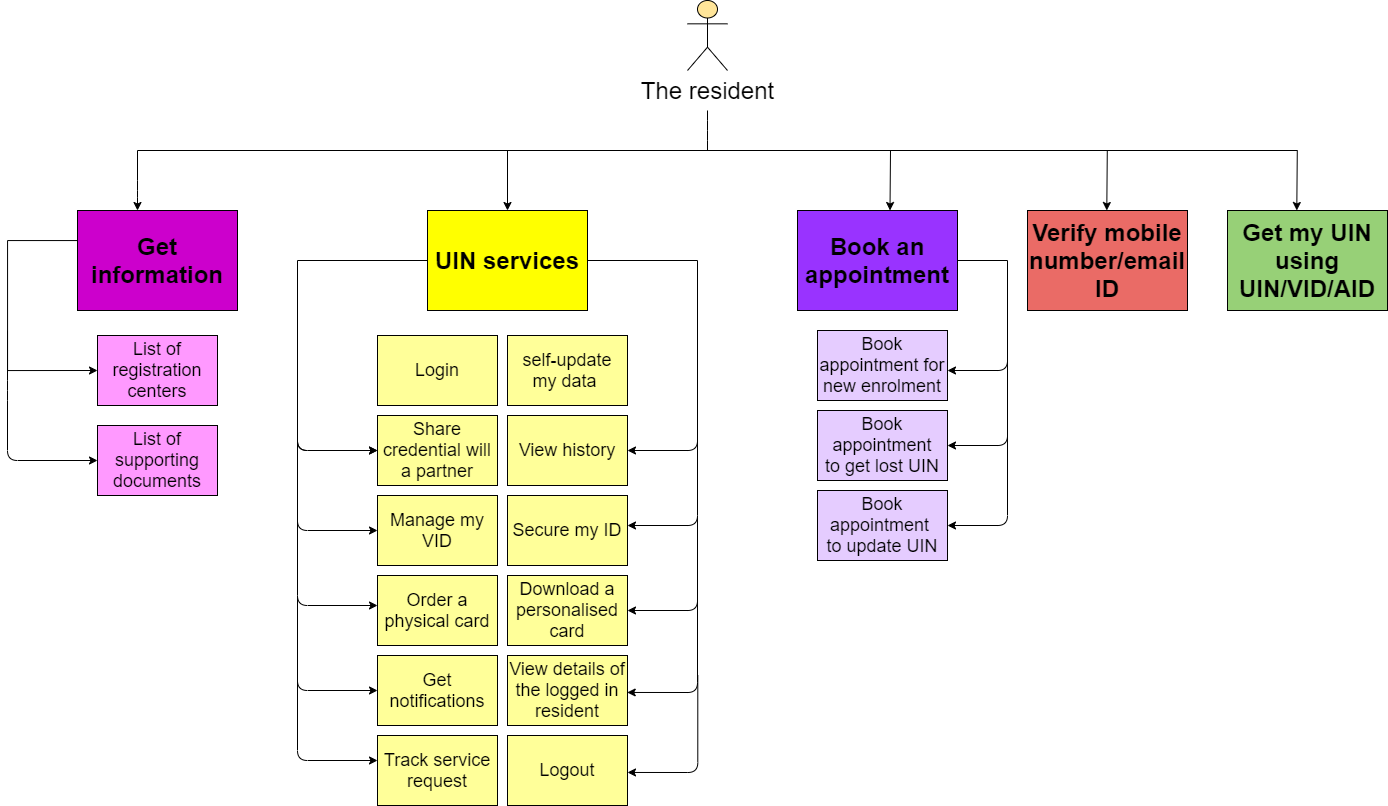 The resident
Get
information
UIN services
Book an
appointment
Verify mobile
number/email
ID
Get my UIN
using
UIN/VID/AID
List of
registration
centers
List of
supporting
documents
Login
self-update
my data
Share
credential will
a partner
View history
Manage my
VID
Secure my ID
Order a
physical card
Download a
personalised
card
Get
notifications
View details of
the logged in
resident
Track service
request
Logout
Book
appointment for
new enrolment
Book
appointment
to get lost UIN
Book
appointment
to update UIN